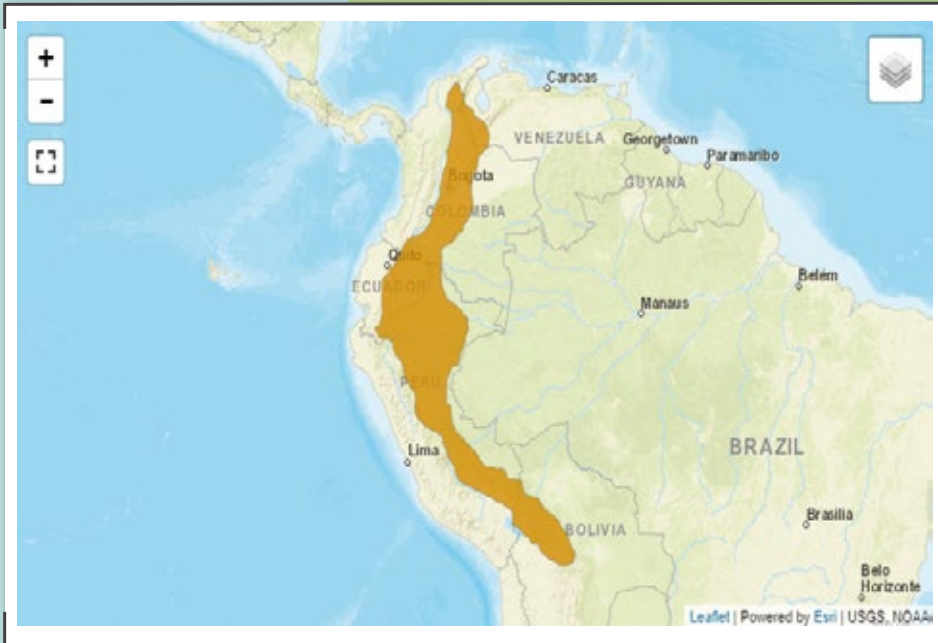 +
−
Caracas
VENEZUELA
Georgetown
Paramaribo
Bogota
GUYANA
COLOMBIA
Quito
Belém
ECUADOR
Manaus
PERU
Lima
BRAZIL
Brasilia
BOLIVIA
Belo
Horizonte
Leaflet | Powered by Esri | USGS, NOAA